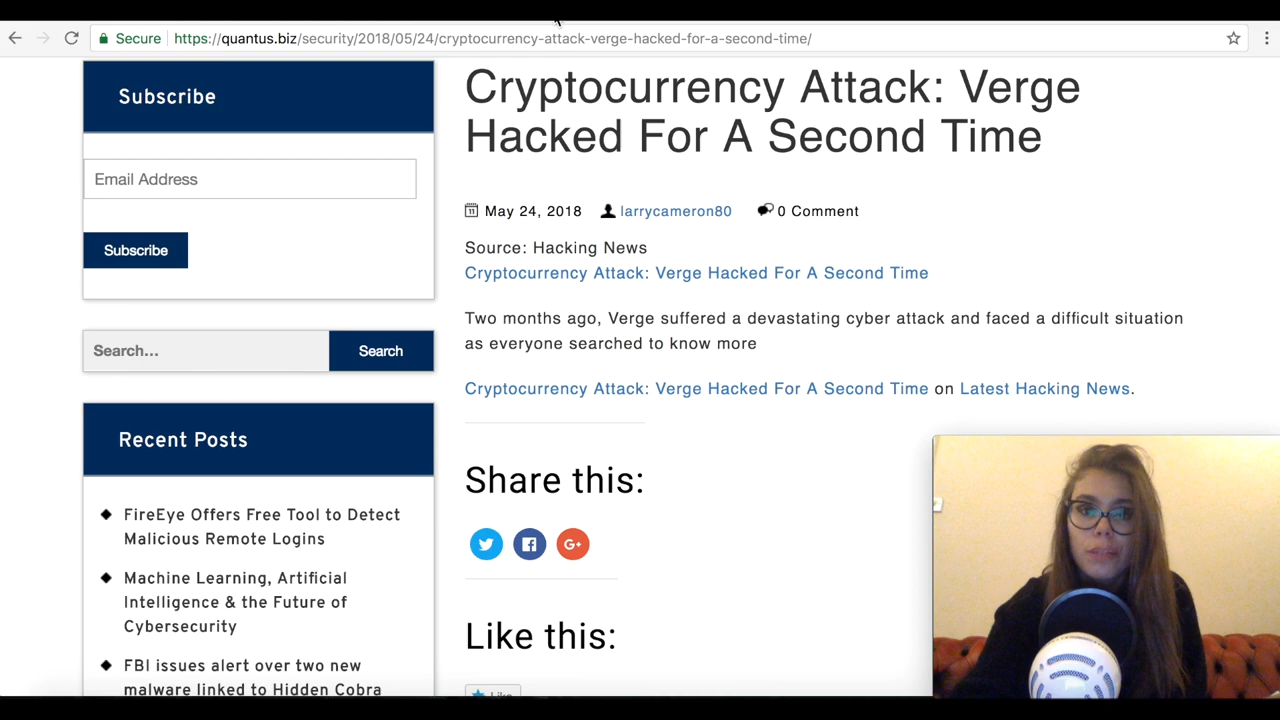 Secure https://quantus.biz/security/2018/05/24/cryptocurrency-attack-verge-hacked-for-a-second-time/
Subscribe
Email Address
Subscribe
Search...
Search
Recent Posts
FireEye Offers Free Tool to Detect
Malicious Remote Logins
Machine Learning, Artificial
Intelligence & the Future of
Cybersecurity
FBI issues alert over two new
malware linked to Hidden Cobra
Cryptocurrency Attack: Verge
Hacked For A Second Time
May 24, 2018 larrycameron80 0 Comment
Source: Hacking News
Cryptocurrency Attack: Verge Hacked For A Second Time
Two months ago, Verge suffered a devastating cyber attack and faced a difficult situation
as everyone searched to know more
Cryptocurrency Attack: Verge Hacked For A Second Time on Latest Hacking News.
Share this:
G+
Like this:
Like